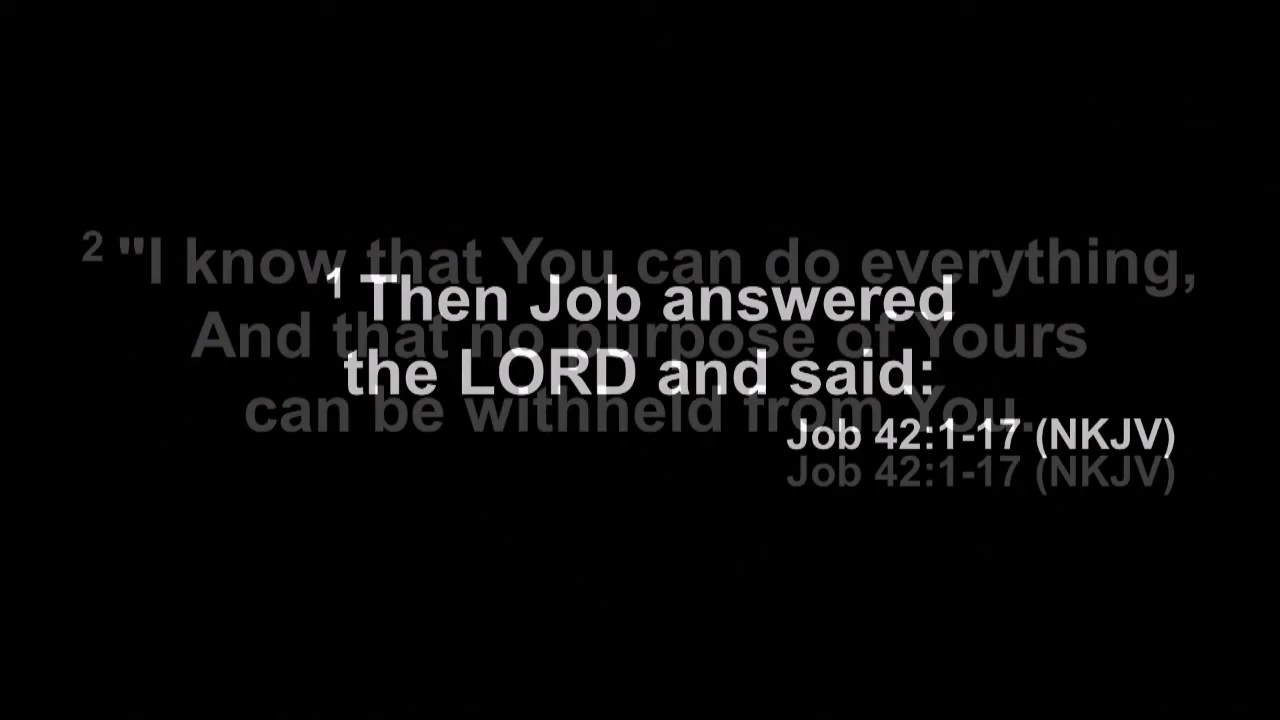 1 Then Job answered
the LORD and said:
Job 42:1-17 (NKJV)
2 "I know that You can do everything,
And that no purpose of Yours
can be withheld from You.
Job 42:1-17 (NKJV)